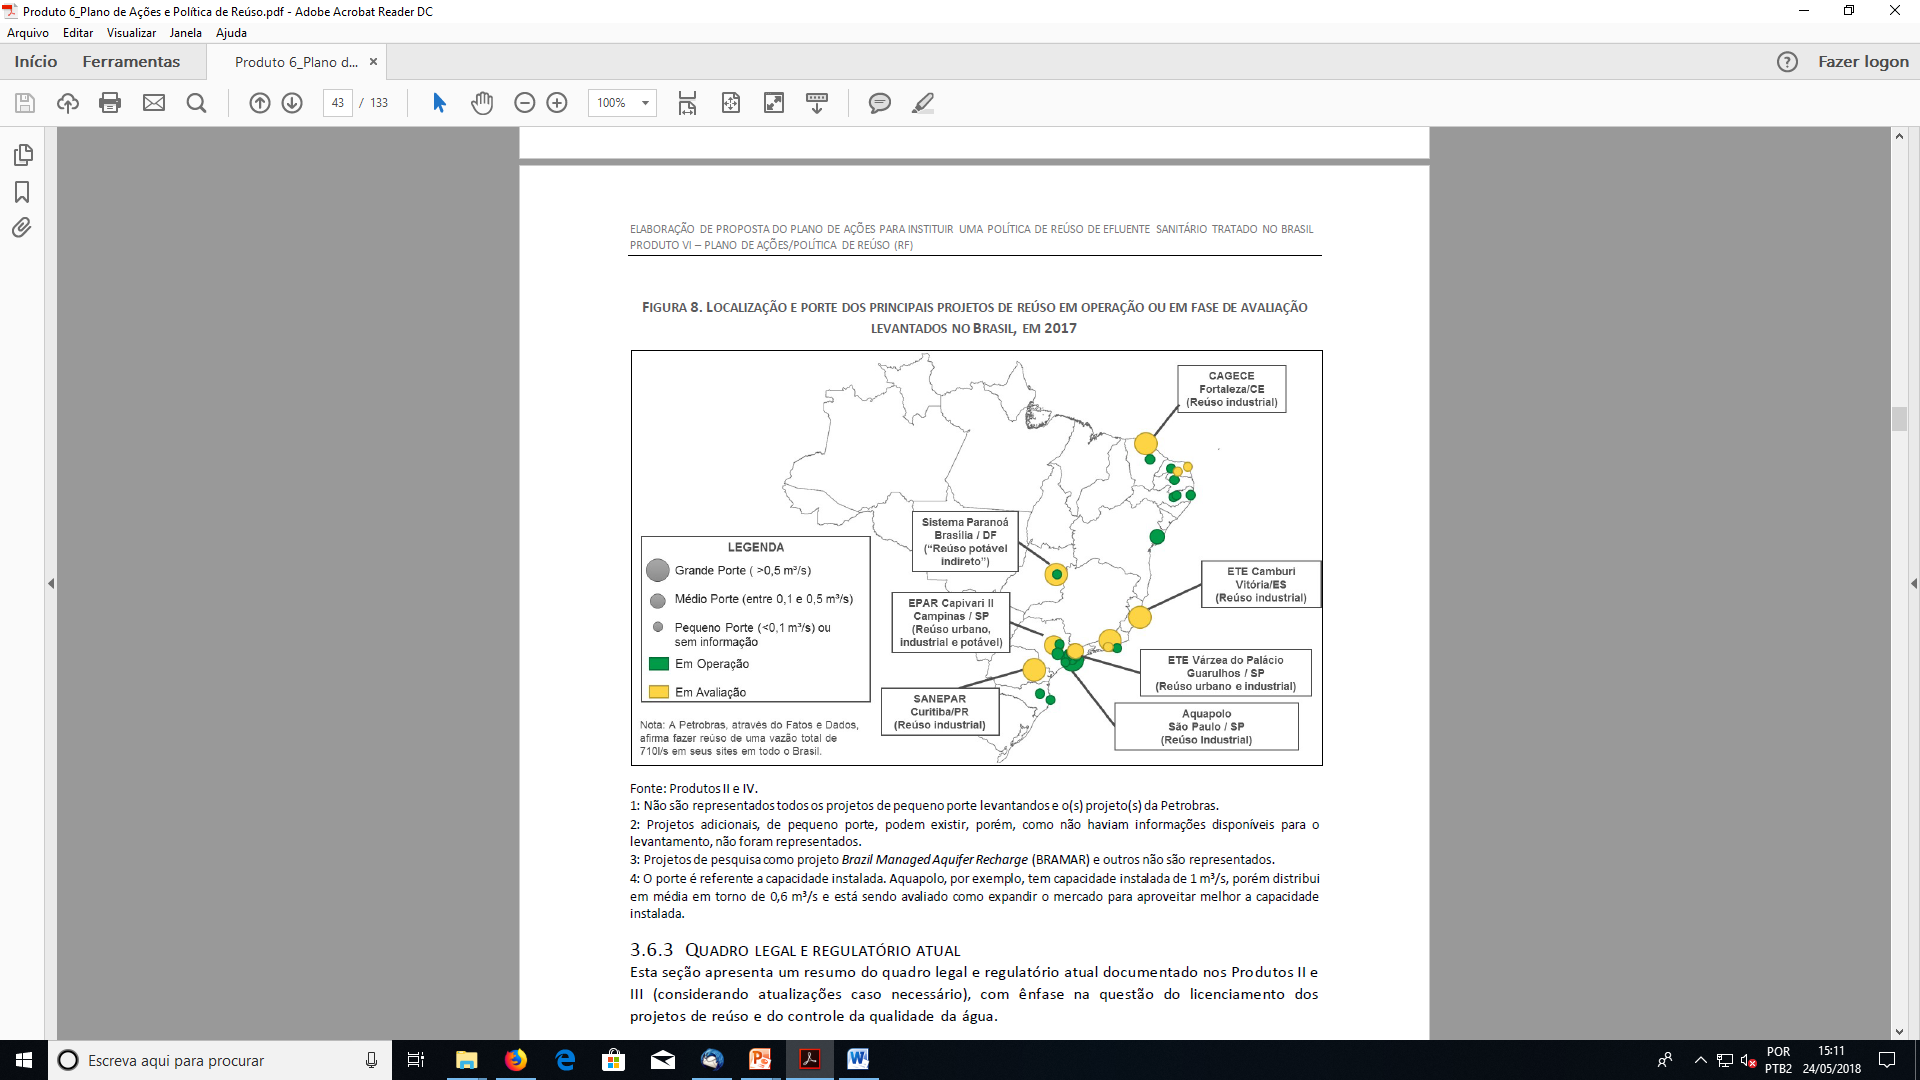 Produto 6_Plano de Ações e Política de Reúso.pdf - Adobe Acrobat Reader DC
Arquivo Editar Visualizar Janela Ajuda
Início Ferramentas Produto 6_Plano d... × ? Fazer logon
43 / 133 100%
ELABORAÇÃO DE PROPOSTA DO PLANO DE AÇÕES PARA INSTITUIR UMA POLÍTICA DE REÚSO DE EFLUENTE SANITÁRIO TRATADO NO BRASIL
PRODUTO VI – PLANO DE AÇÕES/POLÍTICA DE REÚSO (RF)
FIGURA 8. LOCALIZAÇÃO E PORTE DOS PRINCIPAIS PROJETOS DE REÚSO EM OPERAÇÃO OU EM FASE DE AVALIAÇÃO
LEVANTADOS NO BRASIL, EM 2017
CAGECE
Fortaleza/CE
(Reúso industrial)
Sistema Paranoá
Brasília / DF
("Reúso potável
indireto")
LEGENDA
Grande Porte ( >0,5 m³/s)
Médio Porte (entre 0,1 e 0,5 m³/s)
Pequeno Porte (<0,1 m³/s) ou
sem informação
Em Operação
Em Avaliação
ETE Camburi
Vitória/ES
(Reúso industrial)
EPAR Capivari II
Campinas / SP
(Reúso urbano,
industrial e potável)
ETE Várzea do Palácio
Guarulhos / SP
(Reúso urbano e industrial)
SANEPAR
Curitiba/PR
(Reúso industrial)
Aquapolo
São Paulo / SP
(Reúso Industrial)
Nota: A Petrobras, através do Fatos e Dados,
afirma fazer reúso de uma vazão total de
710l/s em seus sites em todo o Brasil.
Fonte: Produtos II e IV.
1: Não são representados todos os projetos de pequeno porte levantandos e o(s) projeto(s) da Petrobras.
2: Projetos adicionais, de pequeno porte, podem existir, porém, como não haviam informações disponíveis para o
levantamento, não foram representados.
3: Projetos de pesquisa como projeto Brazil Managed Aquifer Recharge (BRAMAR) e outros não são representados.
4: O porte é referente a capacidade instalada. Aquapolo, por exemplo, tem capacidade instalada de 1 m³/s, porém distribui
em média em torno de 0,6 m³/s e está sendo avaliado como expandir o mercado para aproveitar melhor a capacidade
instalada.
3.6.3 QUADRO LEGAL E REGULATÓRIO ATUAL
Esta seção apresenta um resumo do quadro legal e regulatório atual documentado nos Produtos II e
III (considerando atualizações caso necessário), com ênfase na questão do licenciamento dos
projetos de reúso e do controle da qualidade da água.
Escreva aqui para procurar
POR
PTB2
15:11
24/05/2018